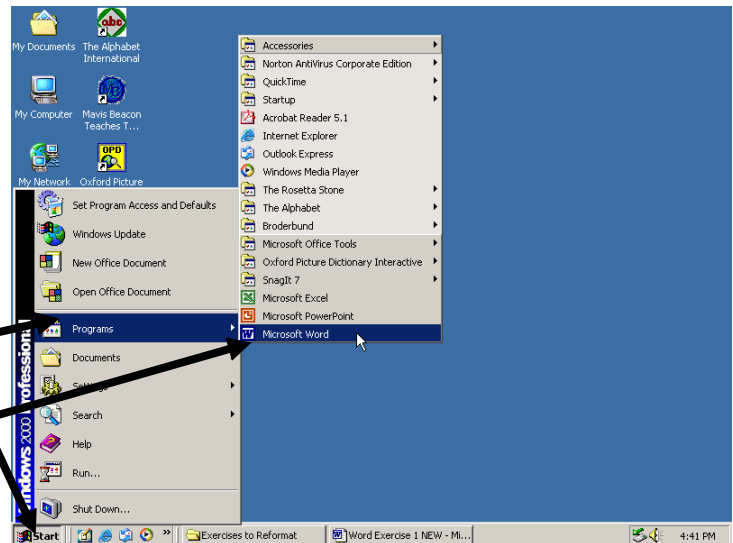 My Documents
The Alphabet
International
My Computer
Mavis Beacon
Teaches T...
My Network
Oxford Picture
Set Program Access and Defaults
Windows Update
New Office Document
Open Office Document
Programs
Documents
Search
Help
Run...
Shut Down...
2000 Professional
Accessories
Norton AntiVirus Corporate Edition
QuickTime
Startup
Acrobat Reader 5.1
Internet Explorer
Outlook Express
Windows Media Player
The Rosetta Stone
The Alphabet
Broderbund
Microsoft Office Tools
Oxford Picture Dictionary Interactive
SnagIt 7
Microsoft Excel
Microsoft PowerPoint
Microsoft Word
Start
Exercises to Reformat
Word Exercise 1 NEW - Mi...
4:41 PM
abc
OPD